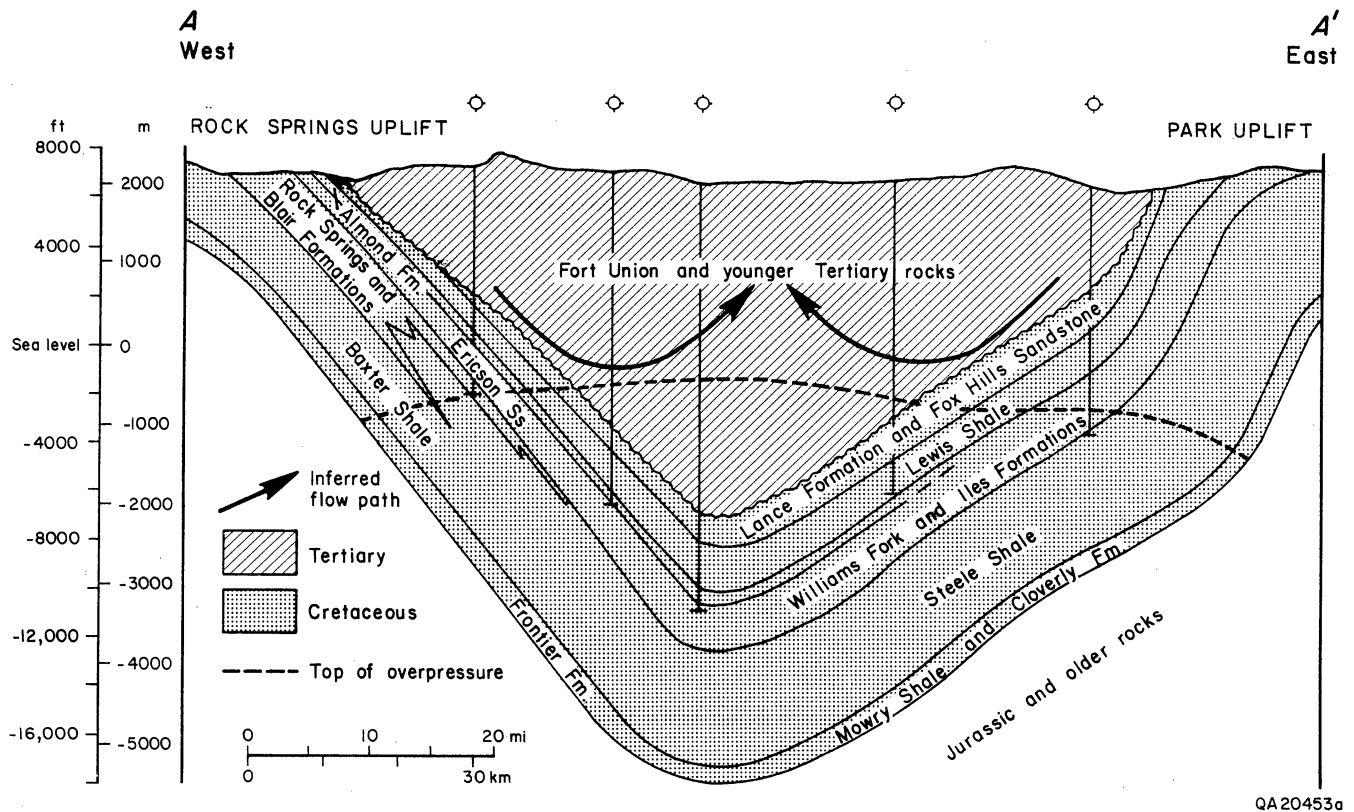 A
West
A'
East
ft
m
ROCK SPRINGS UPLIFT
PARK UPLIFT
8000
2000
4000
1000
Sea level
0
-1000
-4000
-2000
-8000
-3000
-12,000
-4000
-16,000
-5000
Rock Springs and
Blair Formations
Almond Fm.
Ericson Ss
Baxter Shale
Frontier Fm.
Fort Union and younger Tertiary rocks
Lance Formation and Fox Hills Sandstone
Lewis Shale
Williams Fork and Iles Formations
Steele Shale
Mowry Shale and Cloverly Fm.
Jurassic and older rocks
Inferred
flow path
Tertiary
Cretaceous
Top of overpressure
0 10 20 mi
0 30 km
QA20453a